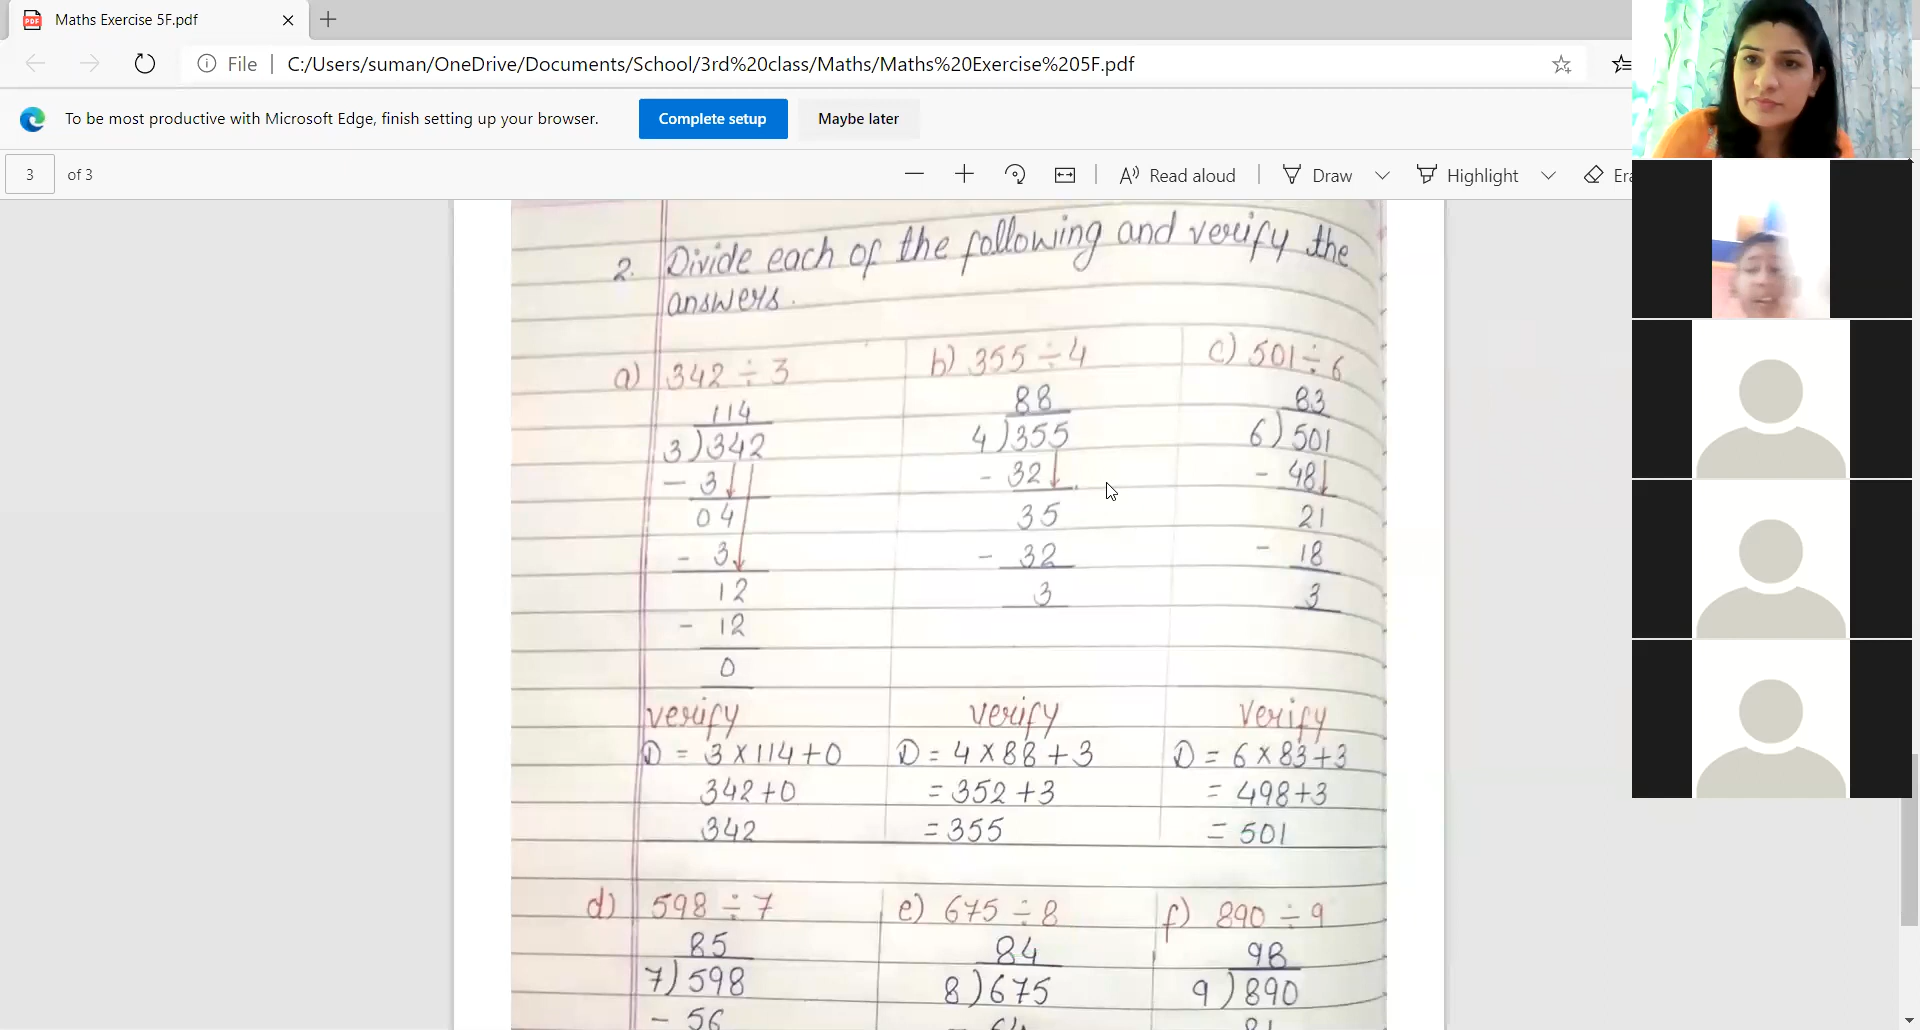 Maths Exercise 5F.pdf
File
C:/Users/suman/OneDrive/Documents/School/3rd%20class/Maths/Maths%20Exercise%205F.pdf
To be most productive with Microsoft Edge, finish setting up your browser.
Complete setup
Maybe later
3 of 3
Read aloud
Draw
Highlight
Era
2. Divide each of the following and verify the
answers.
a) 342 ÷ 3
114
3)342
- 3
04
- 3
12
- 12
0
verify
D = 3 × 114 + 0
342 + 0
342
b) 355 ÷ 4
88
4)355
- 32
35
- 32
3
verify
D = 4 × 88 + 3
= 352 + 3
= 355
c) 501 ÷ 6
83
6)501
- 48
21
- 18
3
verify
D = 6 × 83 + 3
= 498 + 3
= 501
d) 598 ÷ 7
85
7)598
- 56
e) 675 ÷ 8
84
8)675
- 64
f) 890 ÷ 9
98
9)890
81